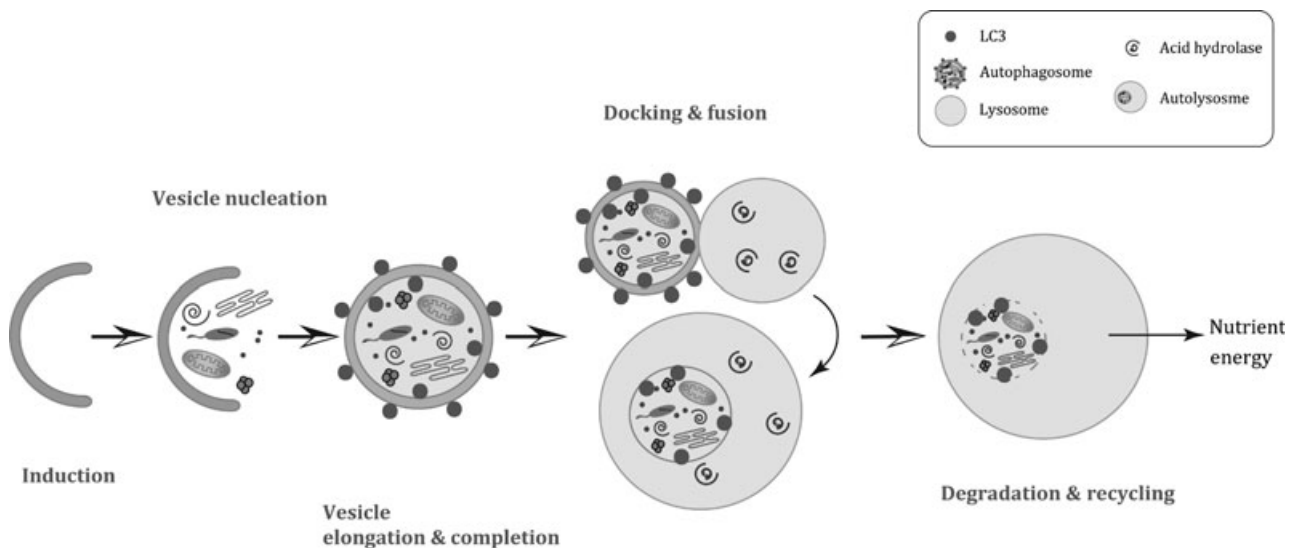 LC3
Autophagosome
Lysosome
Acid hydrolase
Autolysosme
Docking & fusion
Vesicle nucleation
Induction
Vesicle
elongation & completion
Nutrient
energy
Degradation & recycling